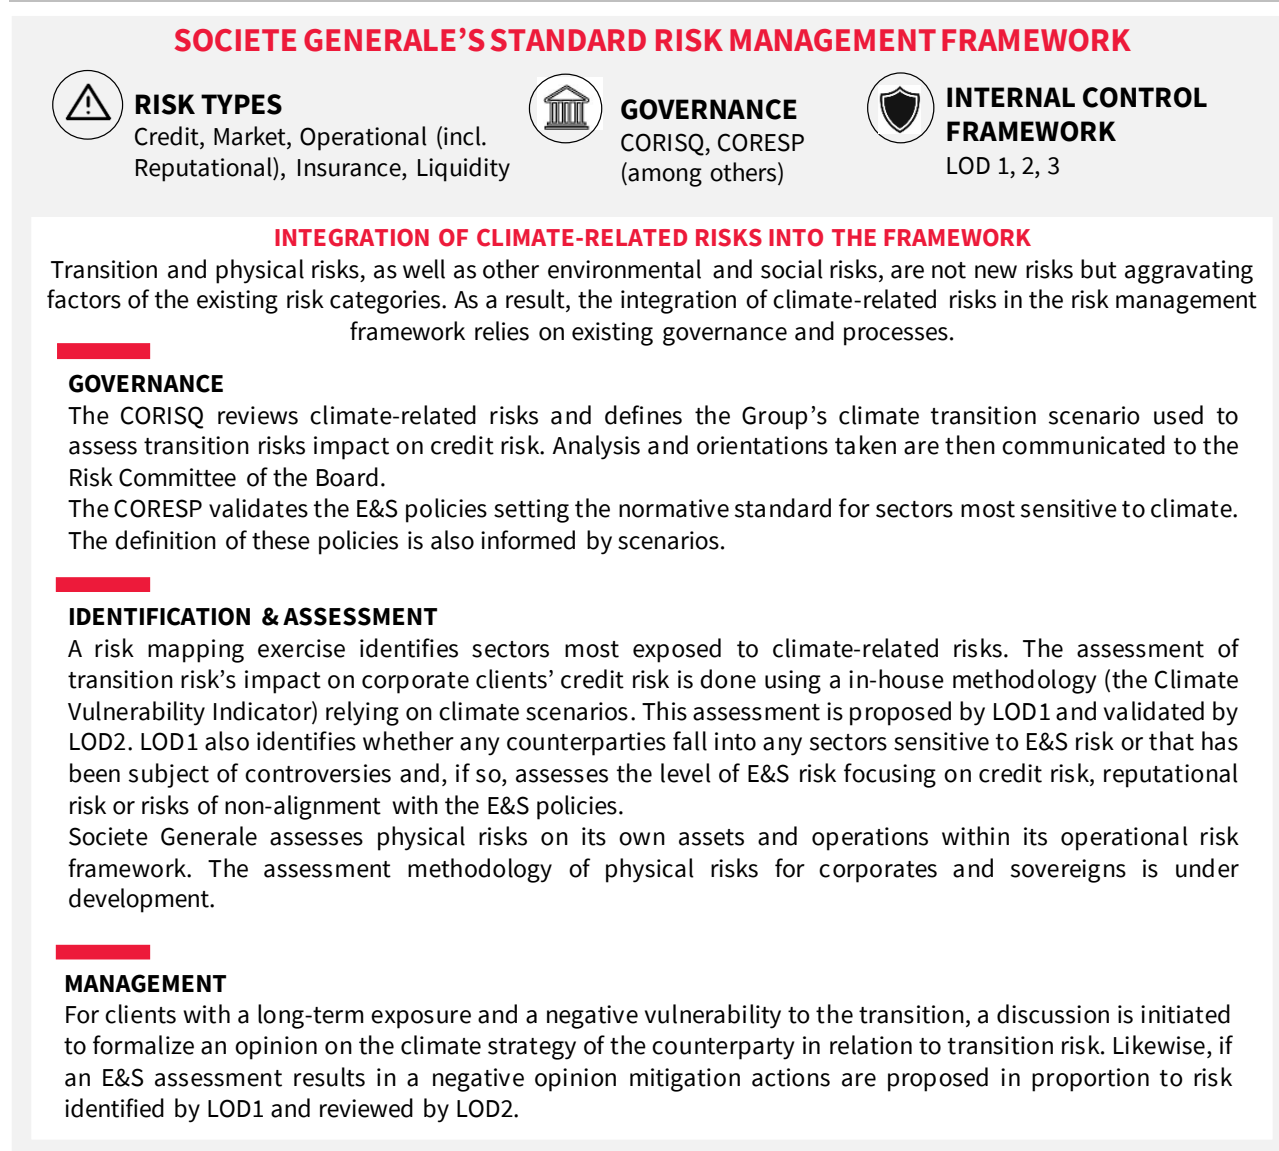 SOCIETE GENERALE'S STANDARD RISK MANAGEMENT FRAMEWORK
RISK TYPES
Credit, Market, Operational (incl.
Reputational), Insurance, Liquidity
GOVERNANCE
CORISQ, CORESP
(among others)
INTERNAL CONTROL
FRAMEWORK
LOD 1, 2, 3
INTEGRATION OF CLIMATE-RELATED RISKS INTO THE FRAMEWORK
Transition and physical risks, as well as other environmental and social risks, are not new risks but aggravating
factors of the existing risk categories. As a result, the integration of climate-related risks in the risk management
framework relies on existing governance and processes.
GOVERNANCE
The CORISQ reviews climate-related risks and defines the Group's climate transition scenario used to
assess transition risks impact on credit risk. Analysis and orientations taken are then communicated to the
Risk Committee of the Board.
The CORESP validates the E&S policies setting the normative standard for sectors most sensitive to climate.
The definition of these policies is also informed by scenarios.
IDENTIFICATION & ASSESSMENT
A risk mapping exercise identifies sectors most exposed to climate-related risks. The assessment of
transition risk's impact on corporate clients' credit risk is done using a in-house methodology (the Climate
Vulnerability Indicator) relying on climate scenarios. This assessment is proposed by LOD1 and validated by
LOD2. LOD1 also identifies whether any counterparties fall into any sectors sensitive to E&S risk or that has
been subject of controversies and, if so, assesses the level of E&S risk focusing on credit risk, reputational
risk or risks of non-alignment with the E&S policies.
Societe Generale assesses physical risks on its own assets and operations within its operational risk
framework. The assessment methodology of physical risks for corporates and sovereigns is under
development.
MANAGEMENT
For clients with a long-term exposure and a negative vulnerability to the transition, a discussion is initiated
to formalize an opinion on the climate strategy of the counterparty in relation to transition risk. Likewise, if
an E&S assessment results in a negative opinion mitigation actions are proposed in proportion to risk
identified by LOD1 and reviewed by LOD2.